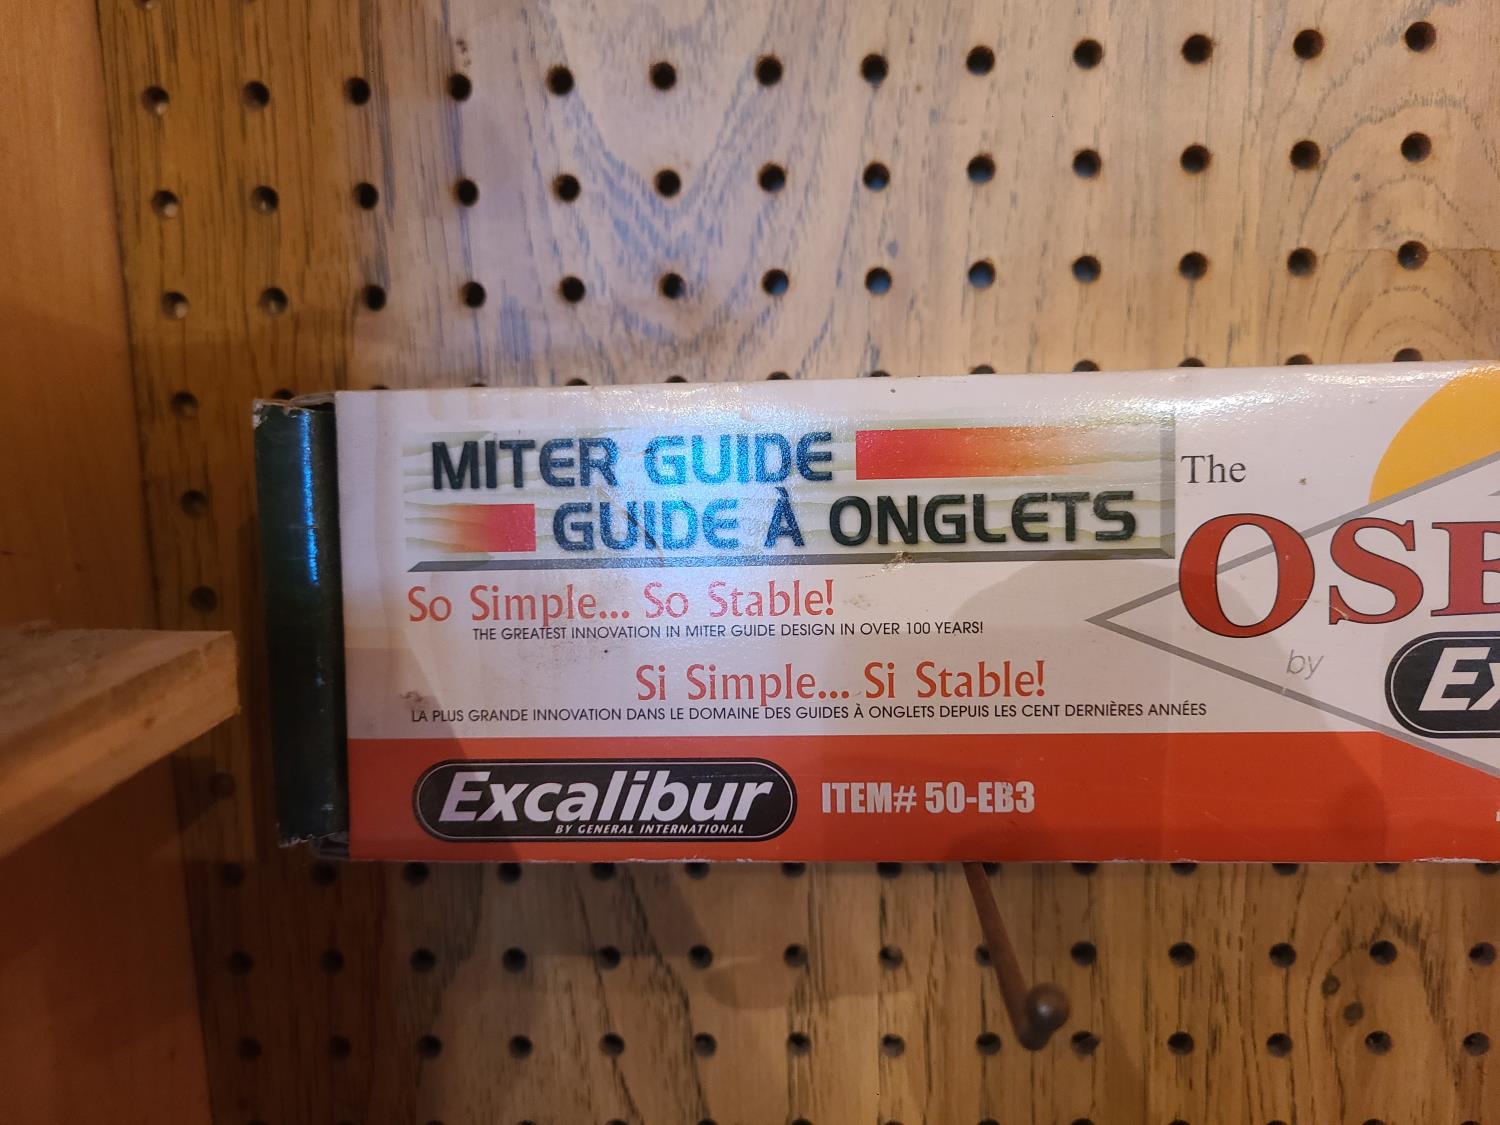 MITER GUIDE
GUIDE À ONGLETS
So Simple... So Stable!
THE GREATEST INNOVATION IN MITER GUIDE DESIGN IN OVER 100 YEARS!
Si Simple... Si Stable!
LA PLUS GRANDE INNOVATION DANS LE DOMAINE DES GUIDES À ONGLETS DEPUIS LES CENT DERNIÈRES ANNÉES
Excalibur
BY GENERAL INTERNATIONAL
ITEM# 50-EB3
The
by